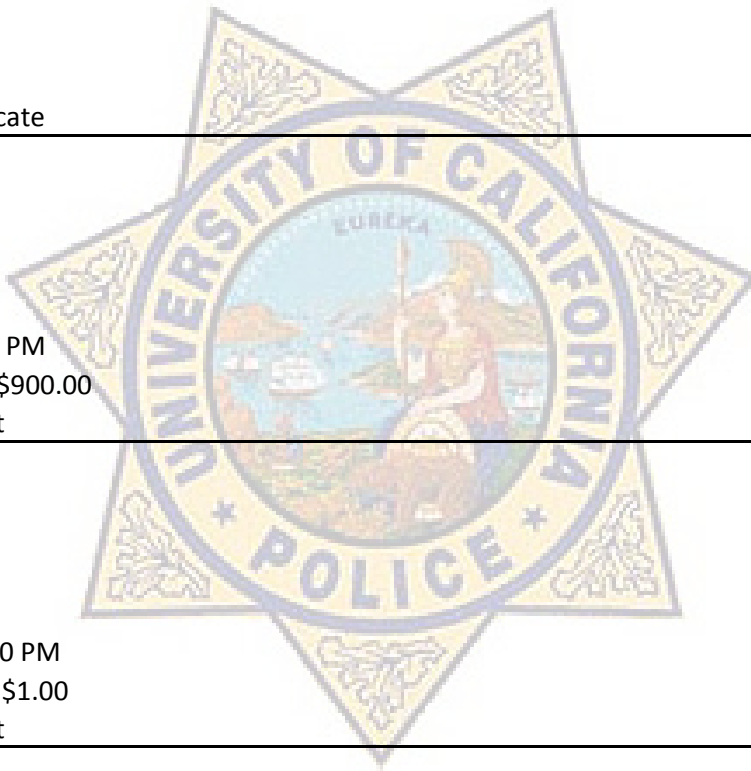 cate
UNIVERSITY OF CALIFORNIA
EUREKA
PM
$900.00
t
* POLICE *
0 PM
$1.00
t